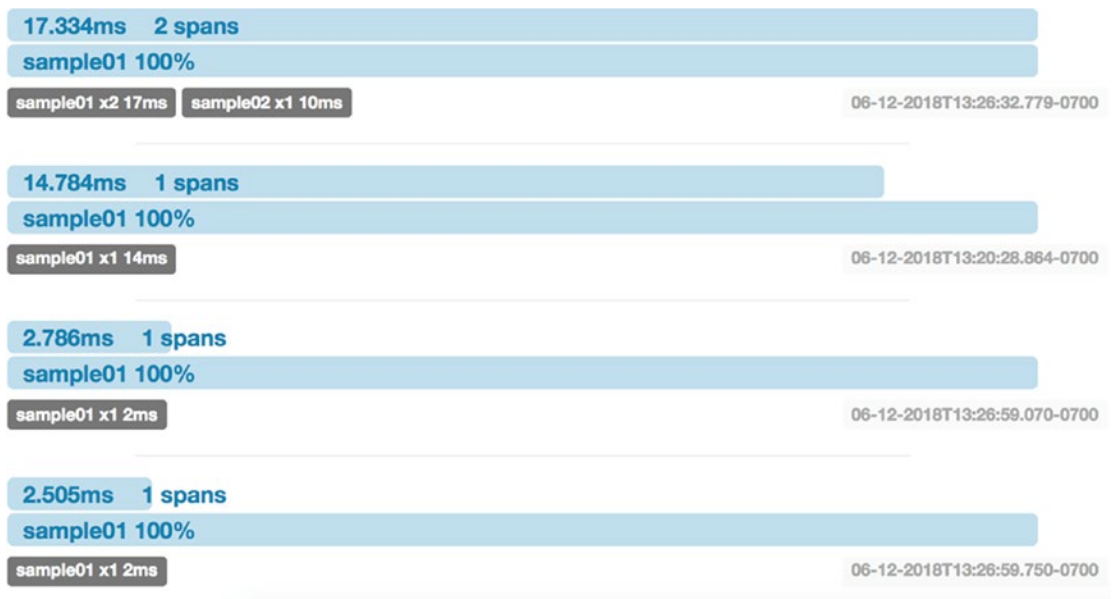 17.334ms 2 spans
sample01 100%
sample01 x2 17ms sample02 x1 10ms 06-12-2018T13:26:32.779-0700
14.784ms 1 spans
sample01 100%
sample01 x1 14ms 06-12-2018T13:20:28.864-0700
2.786ms 1 spans
sample01 100%
sample01 x1 2ms 06-12-2018T13:26:59.070-0700
2.505ms 1 spans
sample01 100%
sample01 x1 2ms 06-12-2018T13:26:59.750-0700